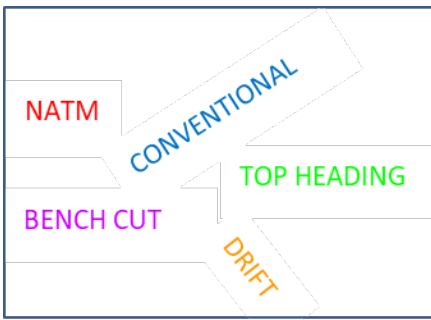 CONVENTIONAL
NATM
TOP HEADING
BENCH CUT
DRIFT